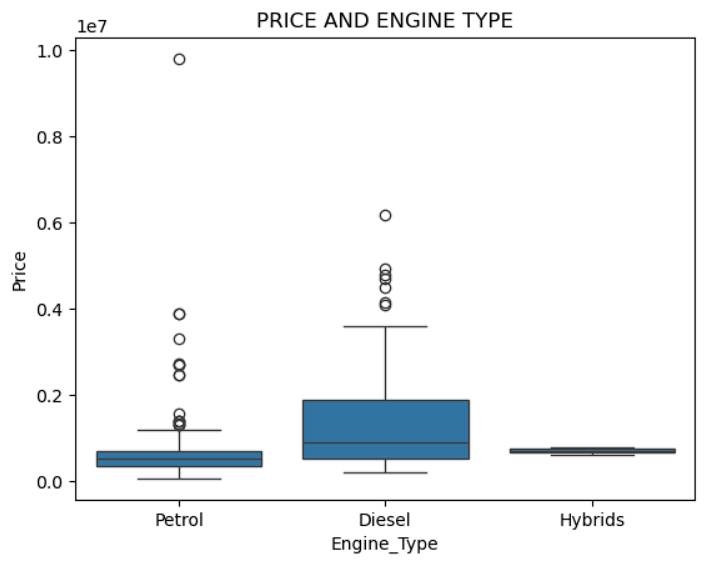 PRICE AND ENGINE TYPE
1e7
1.0
0.8
0.6
0.4
0.2
0.0
Price
Petrol
Diesel
Hybrids
Engine_Type